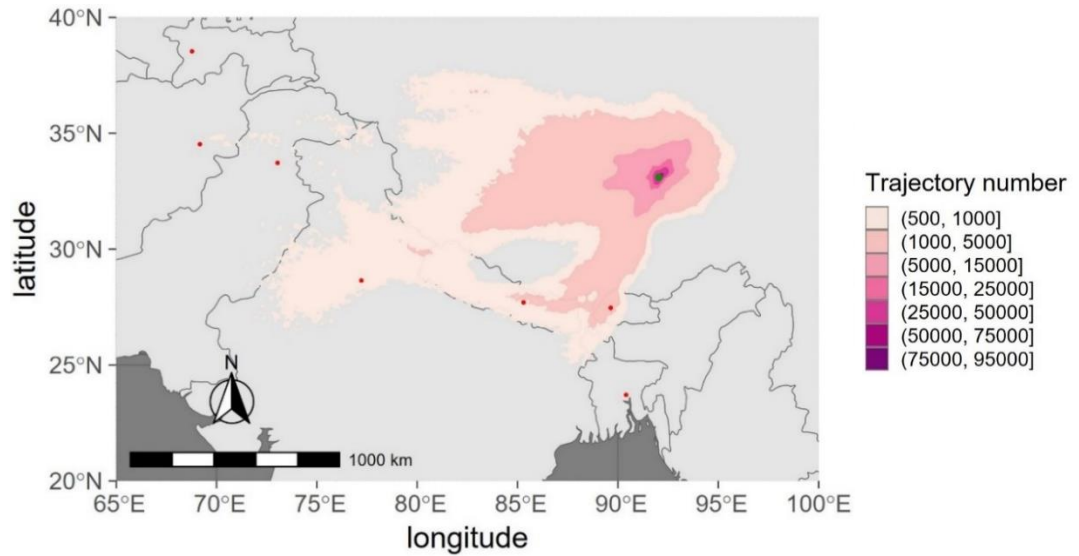 40°N
35°N
30°N
25°N
20°N
latitude
N
1000 km
65°E 70°E 75°E 80°E 85°E 90°E 95°E 100°E
longitude
Trajectory number
(500, 1000]
(1000, 5000]
(5000, 15000]
(15000, 25000]
(25000, 50000]
(50000, 75000]
(75000, 95000]